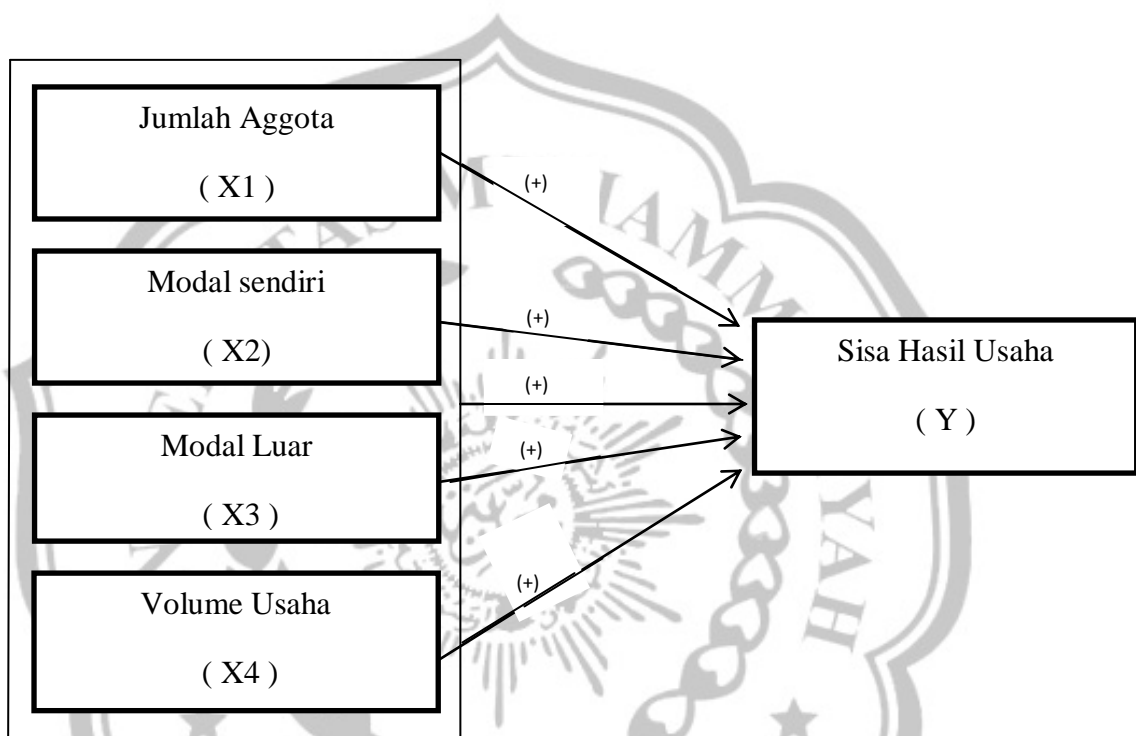 Jumlah Aggota
( X1 )
(+)
Modal sendiri
( X2)
(+)
(+)
Sisa Hasil Usaha
( Y )
Modal Luar
( X3 )
(+)
Volume Usaha
( X4 )
(+)